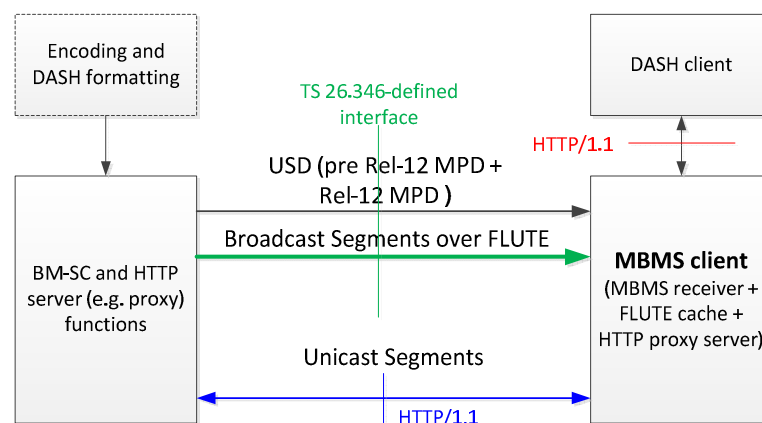 Encoding and
DASH formatting
DASH client
TS 26.346-defined
interface
HTTP/1.1
USD (pre Rel-12 MPD +
Rel-12 MPD )
Broadcast Segments over FLUTE
BM-SC and HTTP
server (e.g. proxy)
functions
MBMS client
(MBMS receiver +
FLUTE cache +
HTTP proxy server)
Unicast Segments
HTTP/1.1